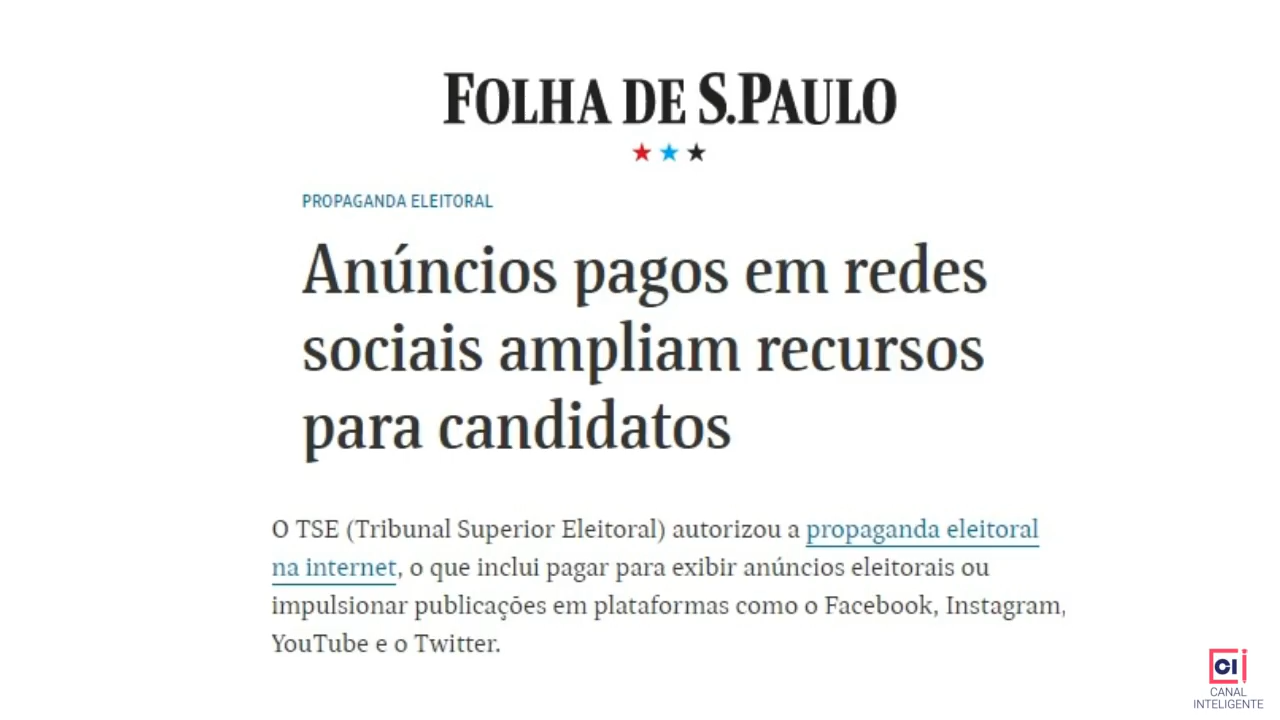 FOLHA DE S.PAULO
PROPAGANDA ELEITORAL
Anúncios pagos em redes
sociais ampliam recursos
para candidatos
O TSE (Tribunal Superior Eleitoral) autorizou a propaganda eleitoral
na internet, o que inclui pagar para exibir anúncios eleitorais ou
impulsionar publicações em plataformas como o Facebook, Instagram,
YouTube e o Twitter.
CI
CANAL
INTELIGENTE